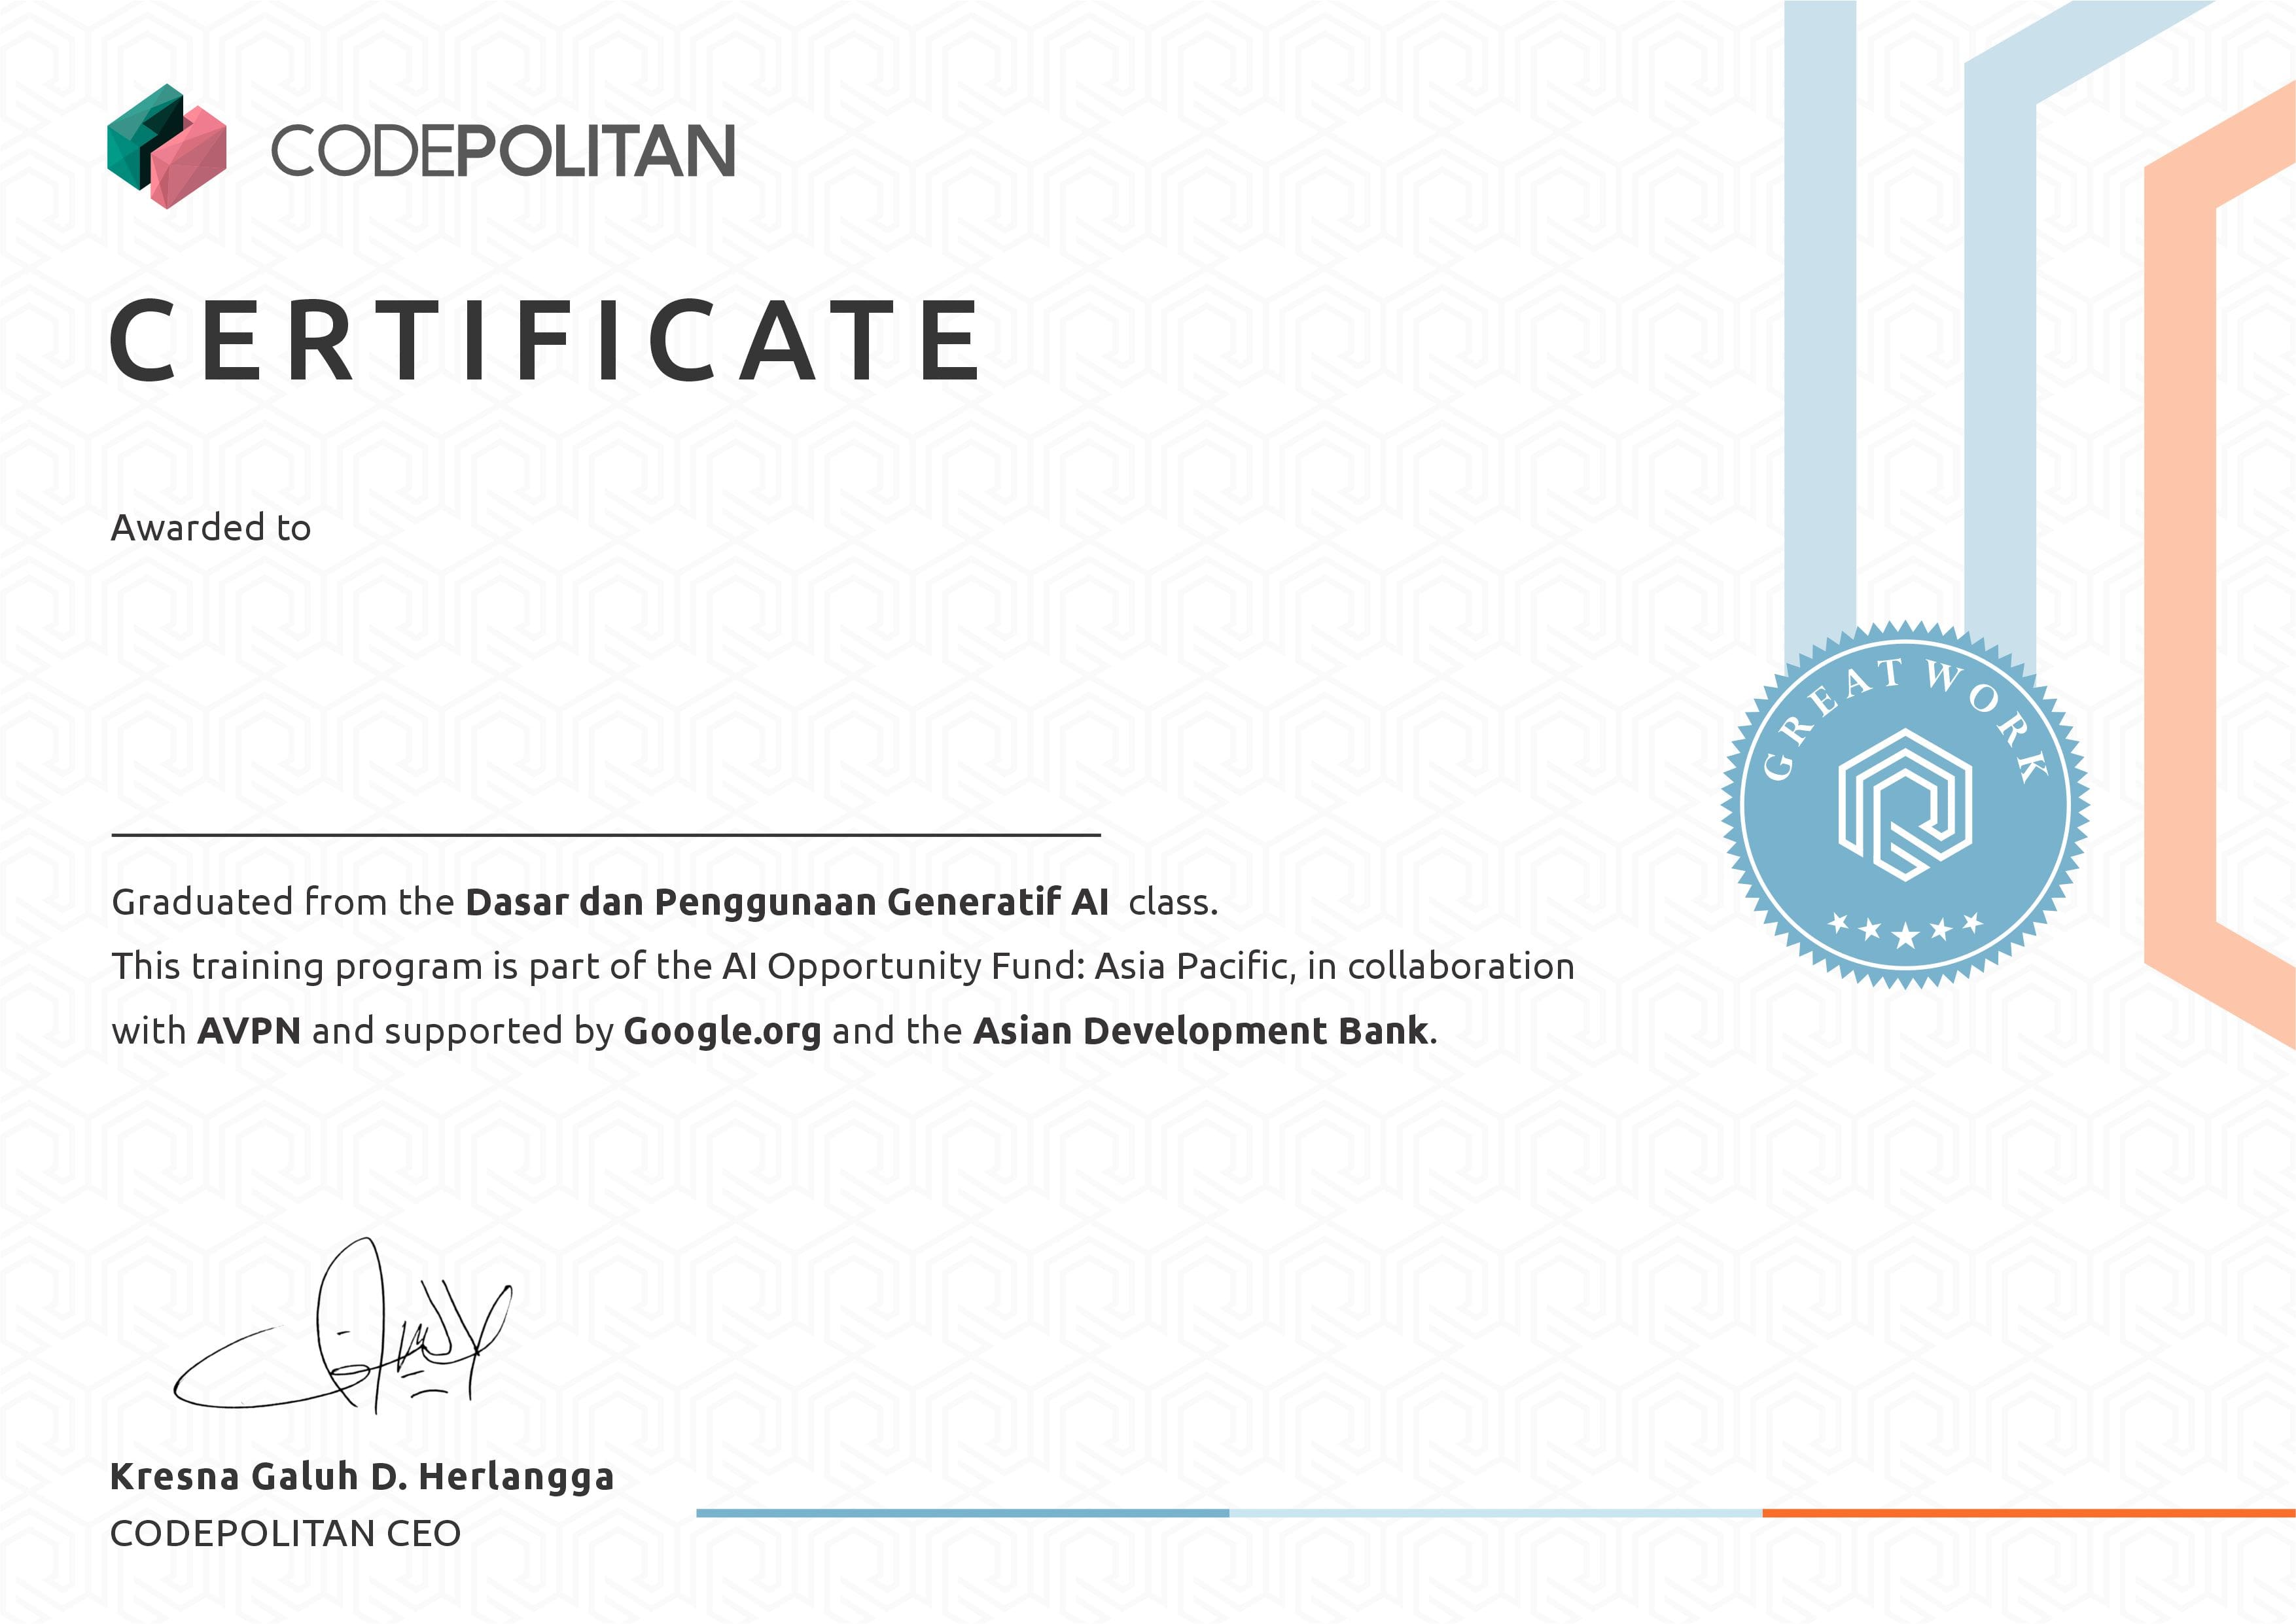 CODEPOLITAN
CERTIFICATE
Awarded to
GREAT WORK
Graduated from the Dasar dan Penggunaan Generatif AI class.
This training program is part of the AI Opportunity Fund: Asia Pacific, in collaboration
with AVPN and supported by Google.org and the Asian Development Bank.
Kresna Galuh D. Herlangga
CODEPOLITAN CEO